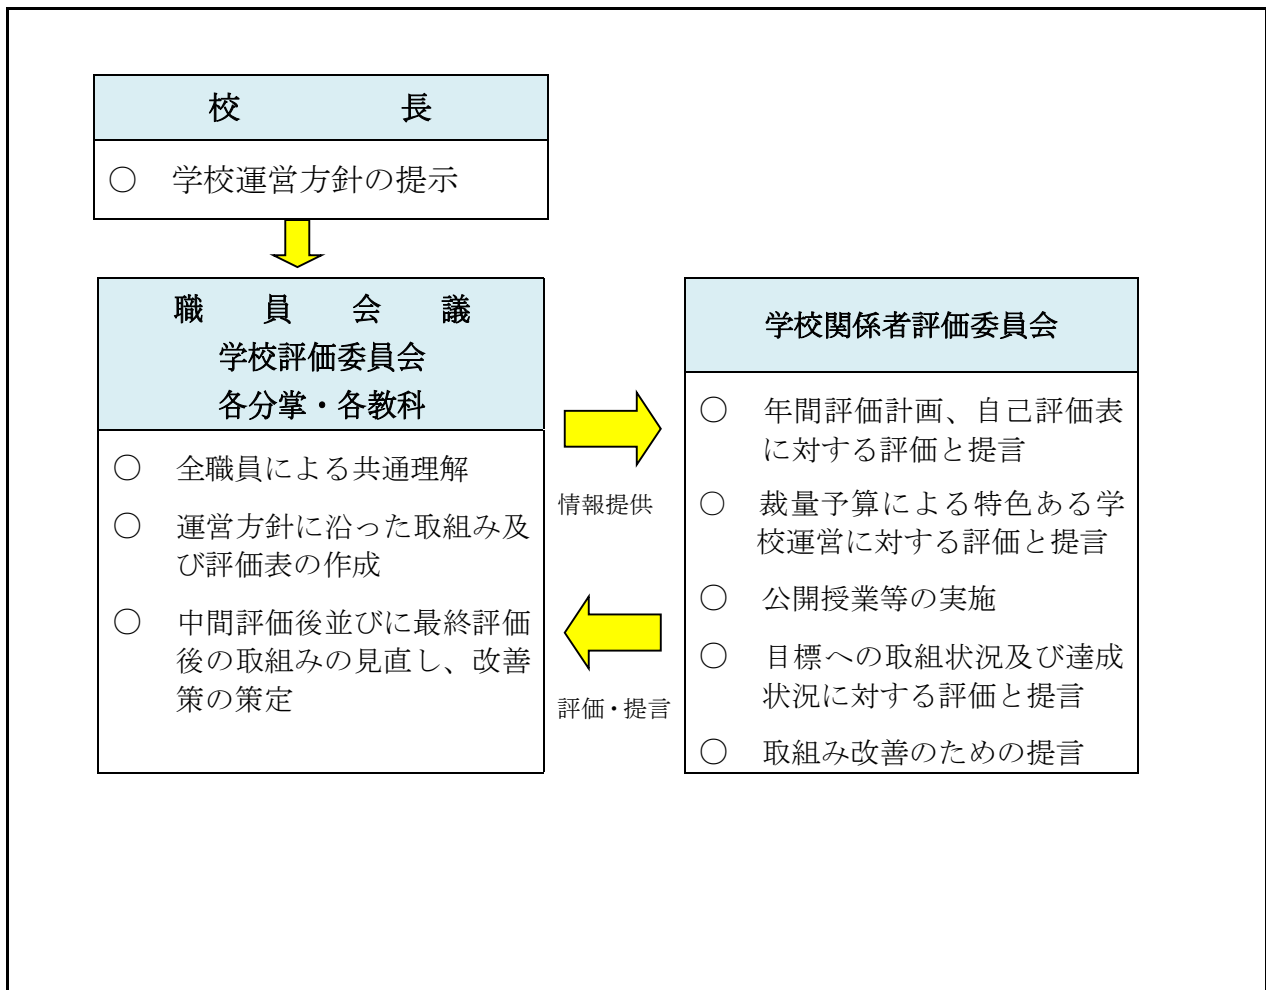 校　　　　　長
○　学校運営方針の提示
職　員　会　議
学校評価委員会
各分掌・各教科
○　全職員による共通理解
○　運営方針に沿った取組み及
び評価表の作成
○　中間評価後並びに最終評価
後の取組みの見直し、改善
策の策定
情報提供
評価・提言
学校関係者評価委員会
○　年間評価計画、自己評価表
に対する評価と提言
○　裁量予算による特色ある学
校運営に対する評価と提言
○　公開授業等の実施
○　目標への取組状況及び達成
状況に対する評価と提言
○　取組み改善のための提言